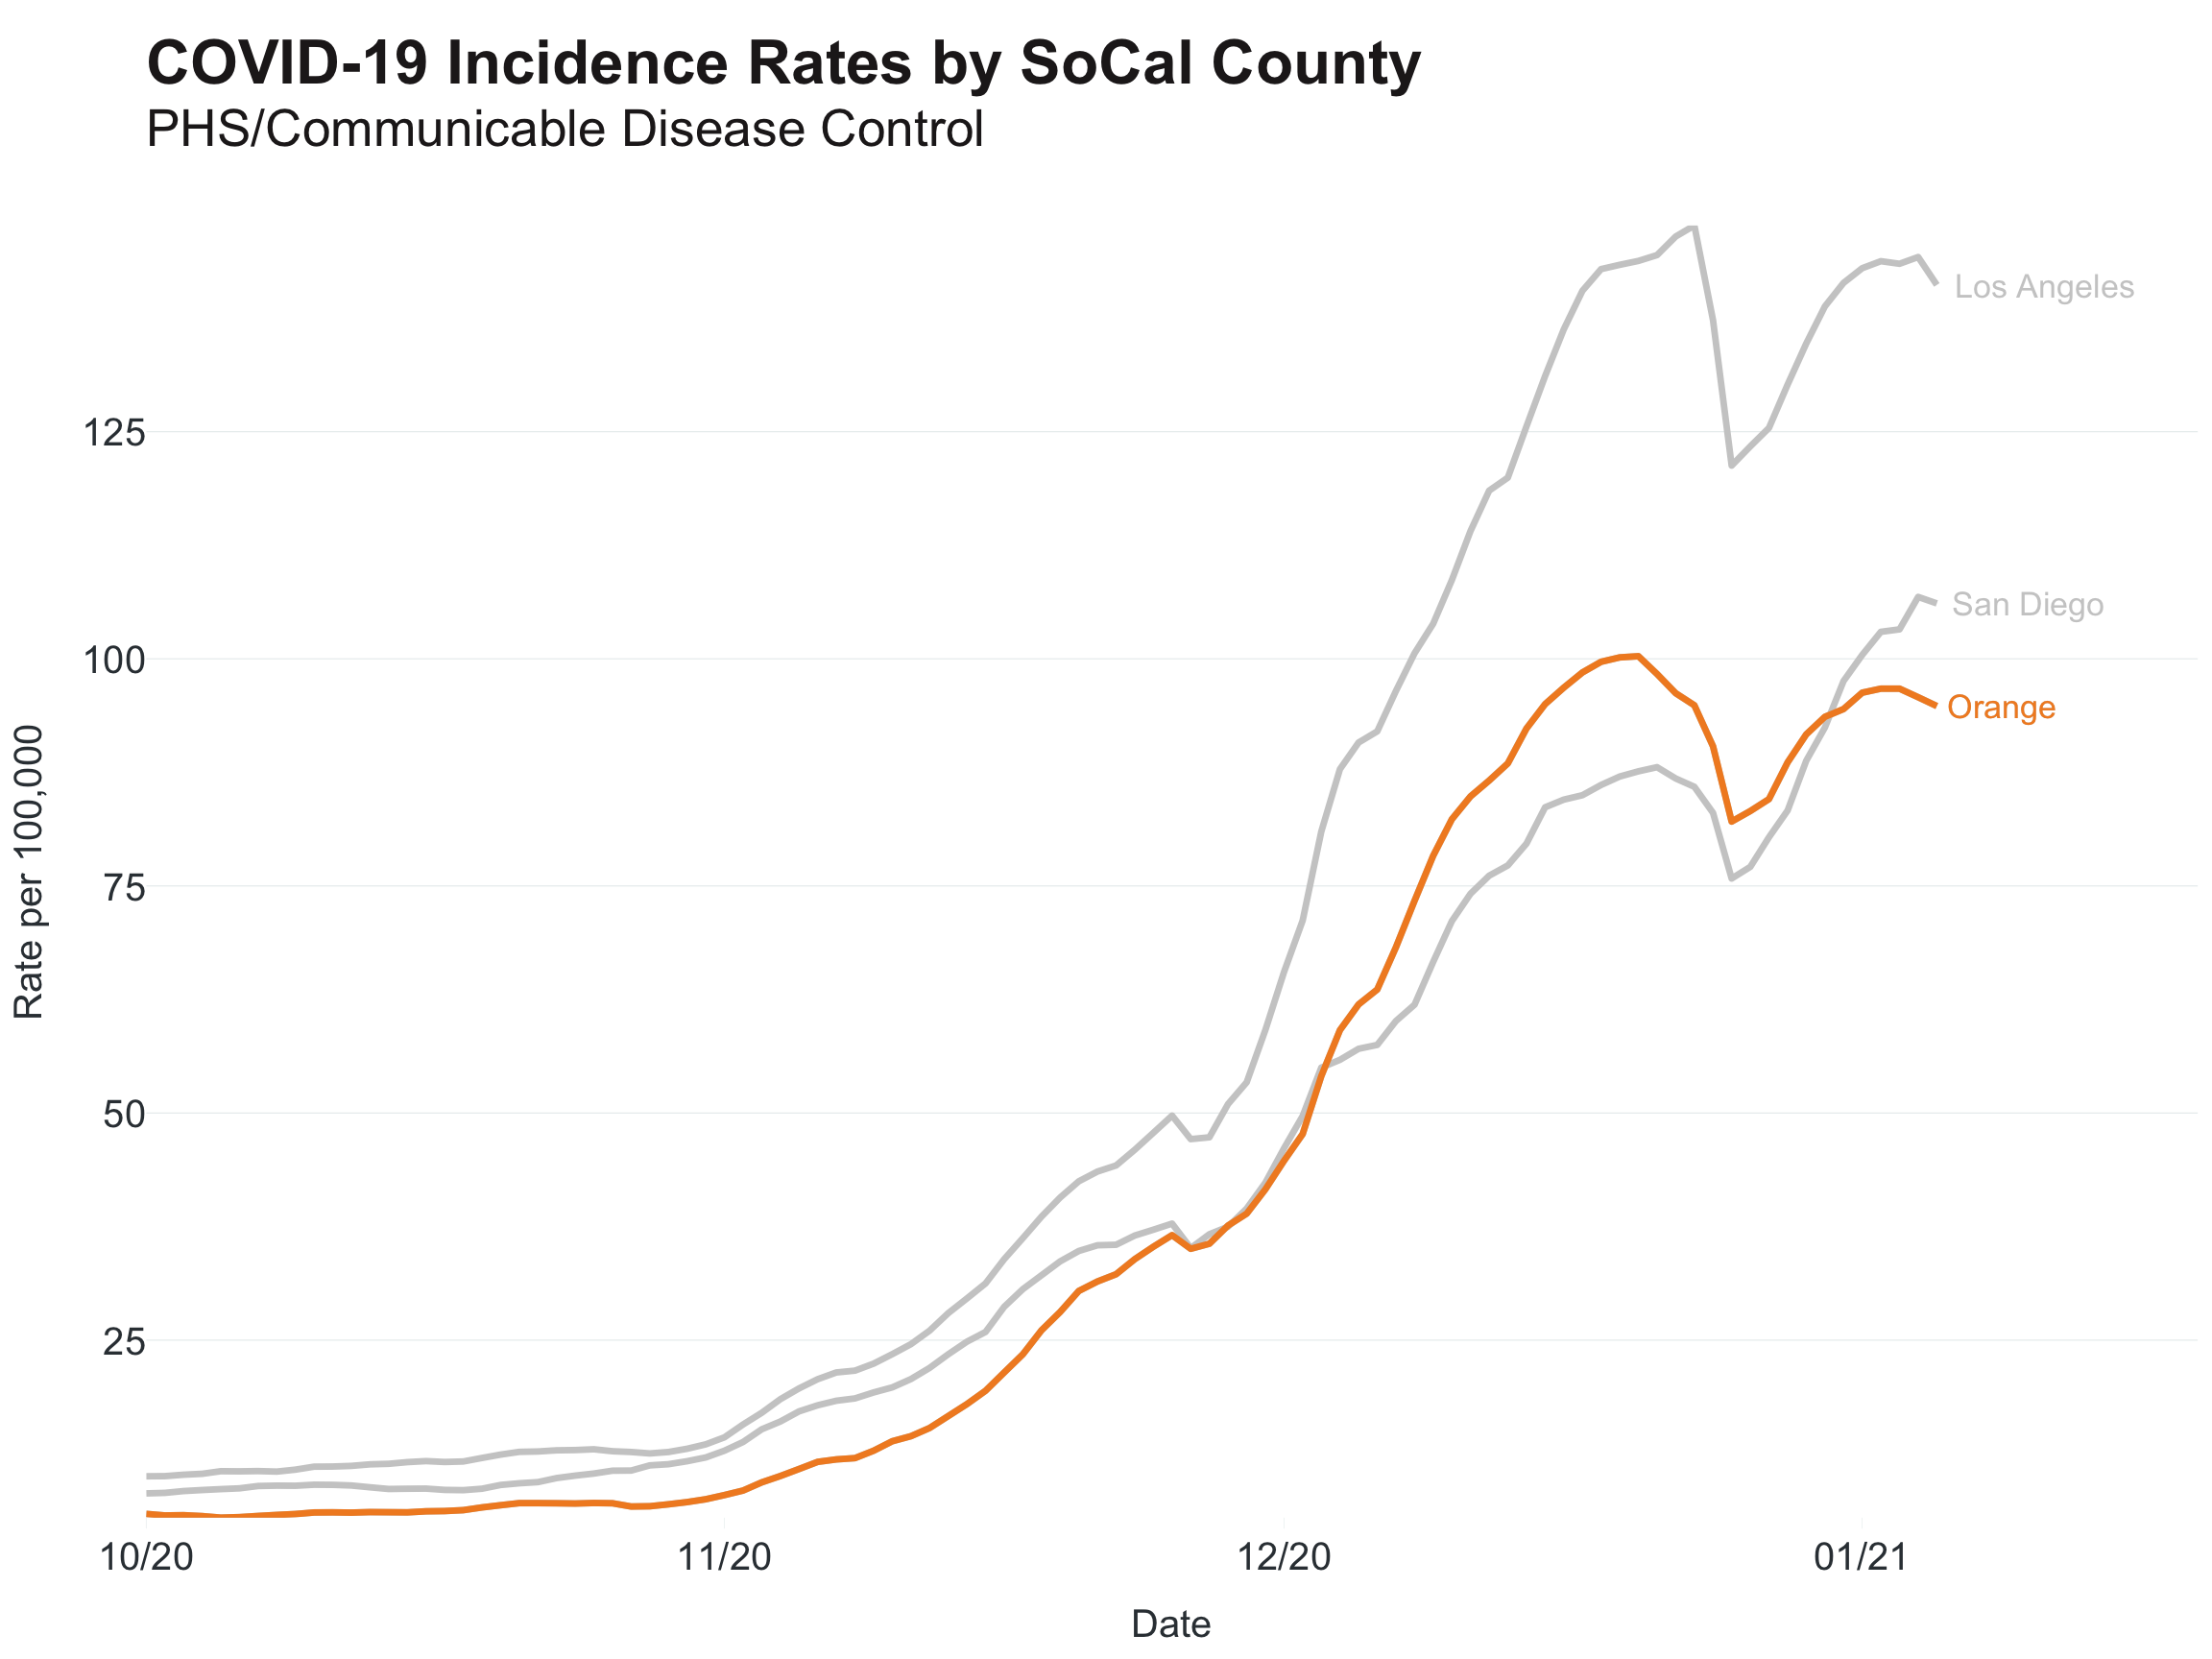 COVID-19 Incidence Rates by SoCal County
PHS/Communicable Disease Control
Los Angeles
125
San Diego
100
Orange
Rate per 100,000
75
50
25
10/20 11/20 12/20 01/21
Date